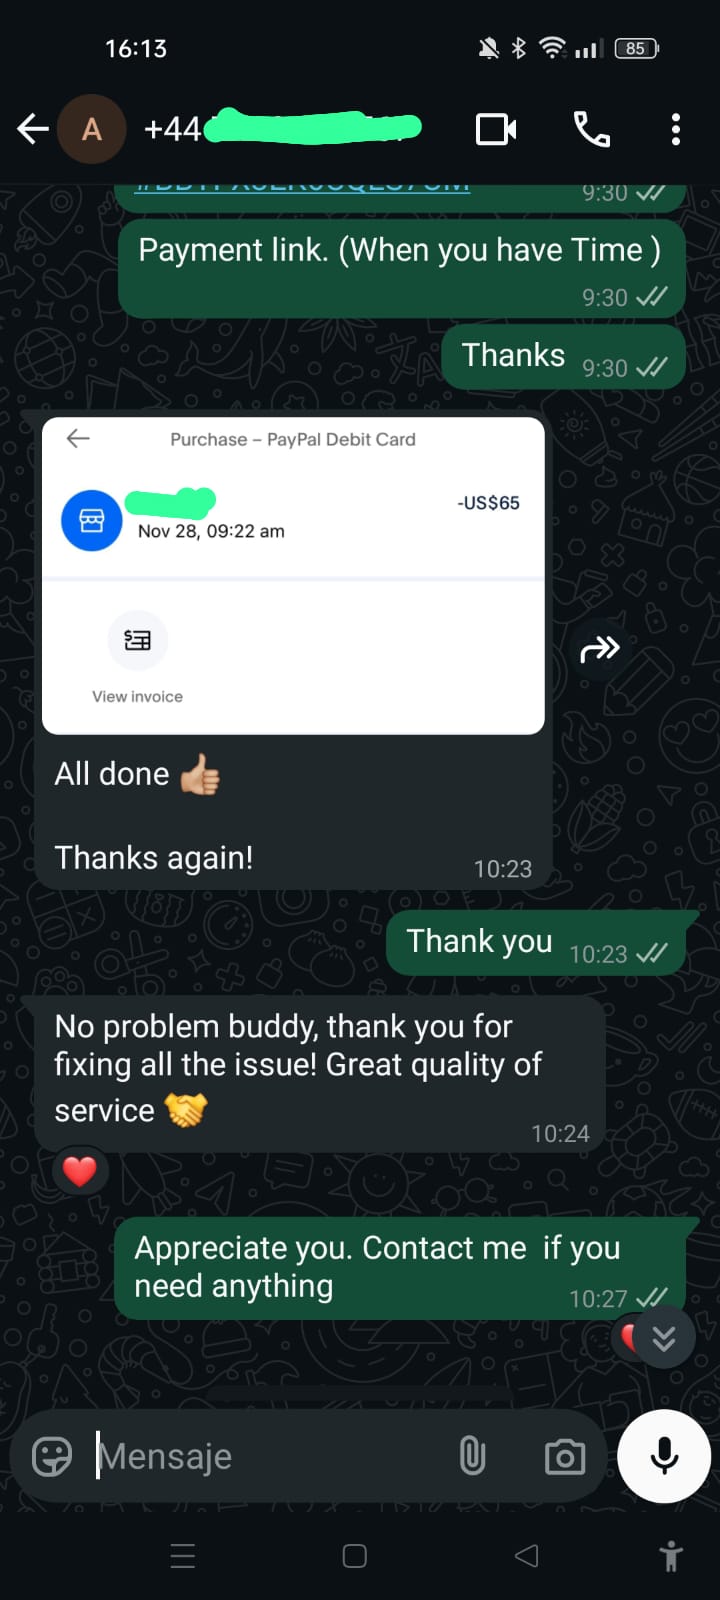 16:13
85
A
+44
9:30
Payment link. (When you have Time )
9:30
Thanks
9:30
Purchase – PayPal Debit Card
-US$65
Nov 28, 09:22 am
View invoice
All done 👍🏼
Thanks again!
10:23
Thank you
10:23
No problem buddy, thank you for
fixing all the issue! Great quality of
service 🤝
10:24
Appreciate you. Contact me  if you
need anything
10:27
Mensaje